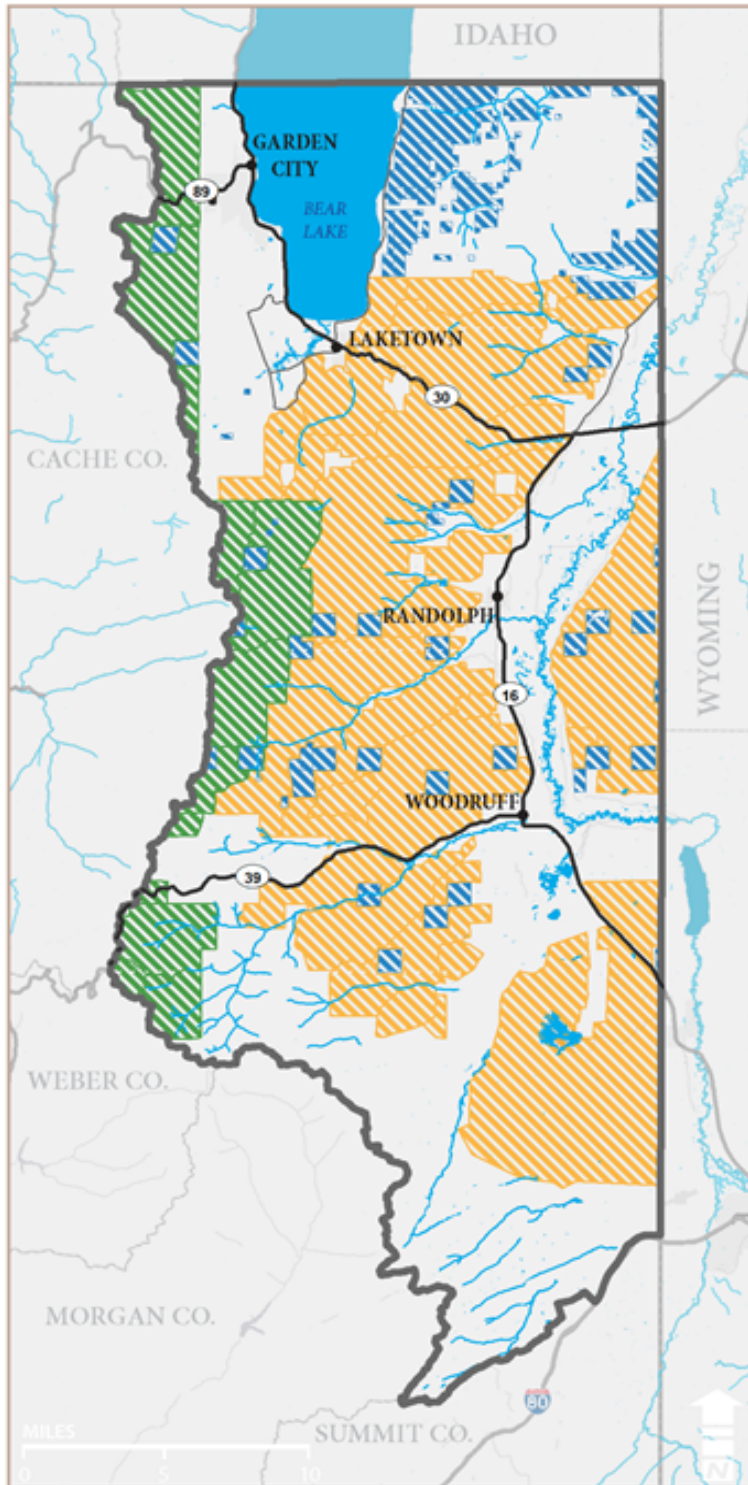 IDAHO
GARDEN
CITY
89
BEAR
LAKE
LAKETOWN
30
CACHE CO.
WYOMING
RANDOLPH
16
WOODRUFF
39
WEBER CO.
MORGAN CO.
80
SUMMIT CO.
MILES
0 5 10
N